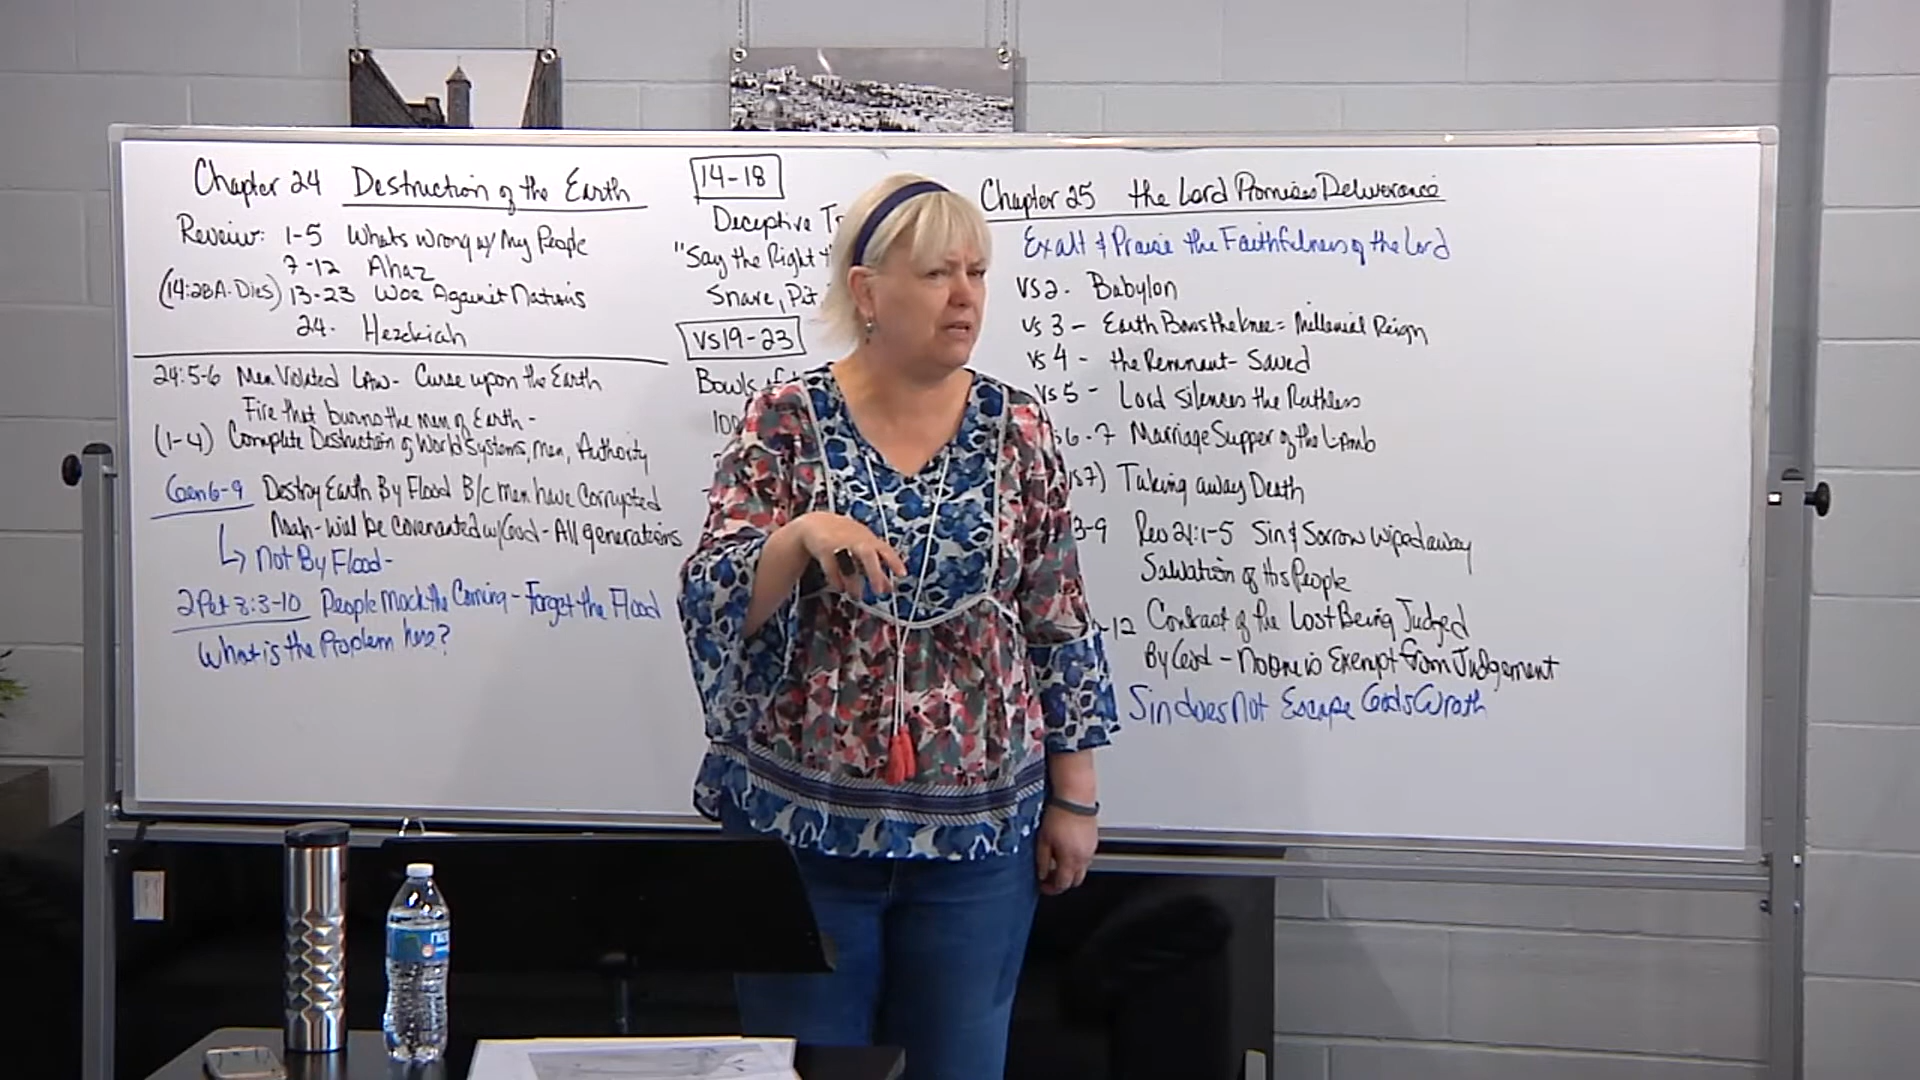 Chapter 24 Destruction of the Earth
Review: 1-5 Whats wrong w/ My People
7-12 Ahaz
(14:28A-Dies) 13-23 Woe Against Nations
24- Hezekiah
24:5-6 Men Violated LAW- Curse upon the Earth
Fire that burns the men of Earth-
(1-4) Complete Destruction of World Systems, Men, Authority
Gen 6-9 Destroy Earth By Flood B/c men have Corrupted
Noah- will be covenanted w/ God- All generations
Not By Flood-
2 Pet 3:3-10 People Mock the Coming- Forget the Flood
What is the Problem here?
14-18
Deceptive
"Say the Right
Snare, Pit,
vs 19-23
Bowls of
100
Chapter 25 the Lord Promises Deliverance
Exalt & Praise the Faithfulness of the Lord
VS 2- Babylon
vs 3- Earth Bows the knee = Millenial Reign
vs 4- the Remnant- Saved
vs 5- Lord Silences the Ruthless
6-7 Marriage Supper of the Lamb
vs 7) Taking away Death
-9 Rev 21:1-5 Sin & Sorrow wiped away
Salvation of His People
-12 Contrast of the Lost Being Judged
By God - No one is Exempt from Judgement
Sin does not Escape Gods Wrath